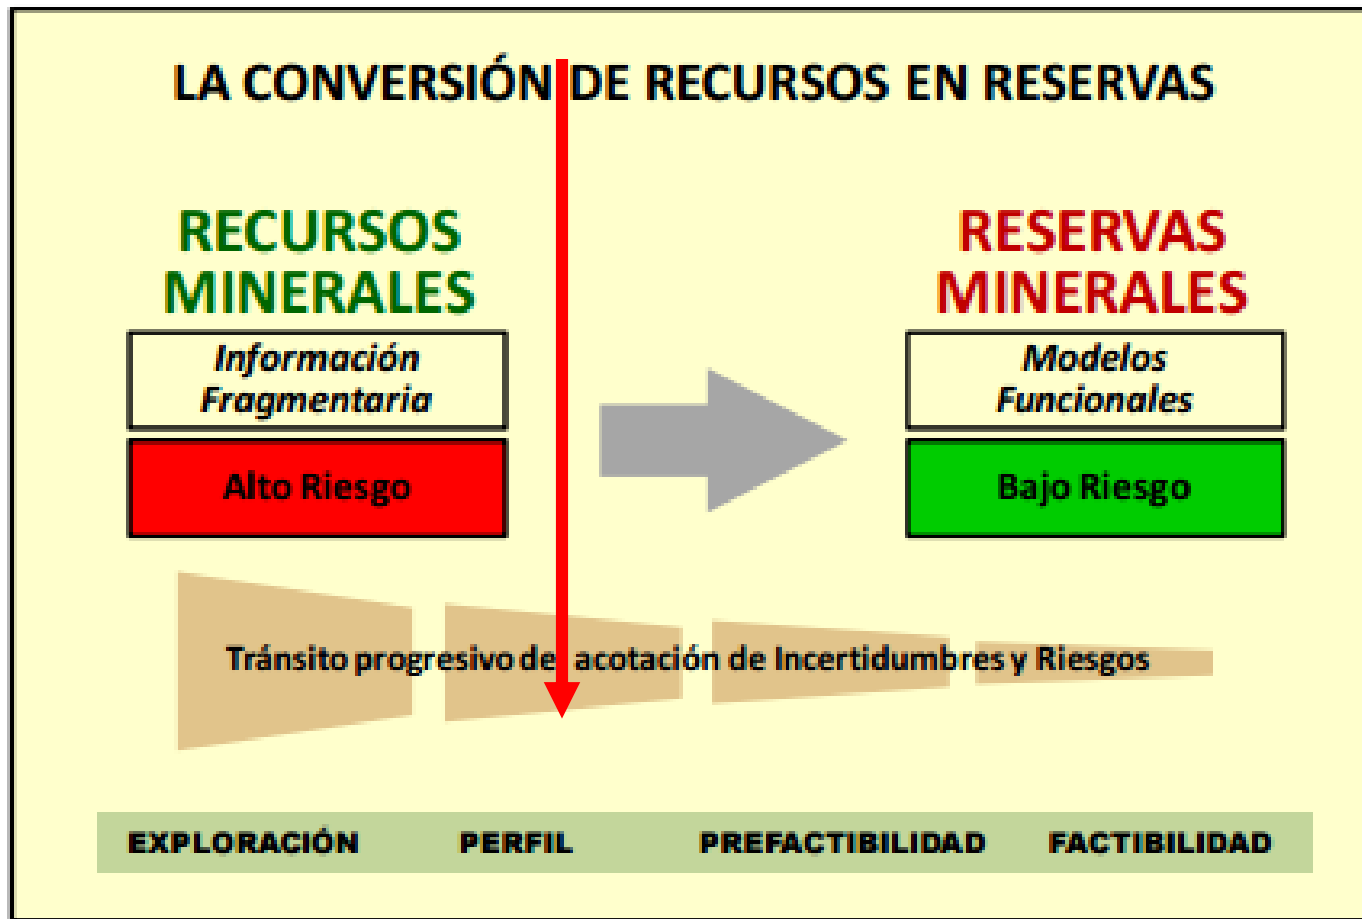 LA CONVERSIÓN DE RECURSOS EN RESERVAS
RECURSOS
MINERALES
Información
Fragmentaria
Alto Riesgo
RESERVAS
MINERALES
Modelos
Funcionales
Bajo Riesgo
Tránsito progresivo de acotación de Incertidumbres y Riesgos
EXPLORACIÓN PERFIL PREFACTIBILIDAD FACTIBILIDAD